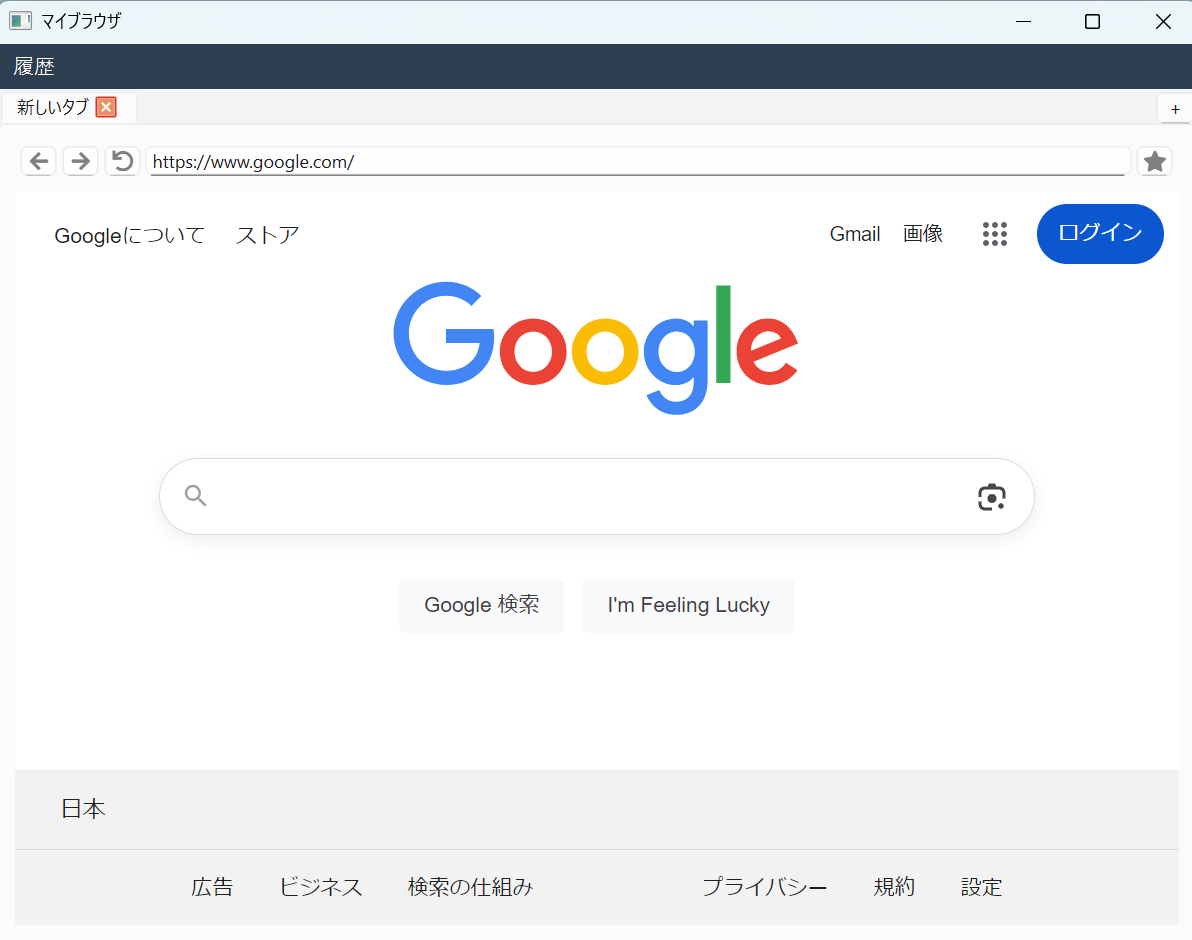 マイブラウザ
履歴
新しいタブ
+
https://www.google.com/
Googleについて ストア Gmail 画像 ログイン
Google
Google 検索 I'm Feeling Lucky
日本
広告 ビジネス 検索の仕組み プライバシー 規約 設定